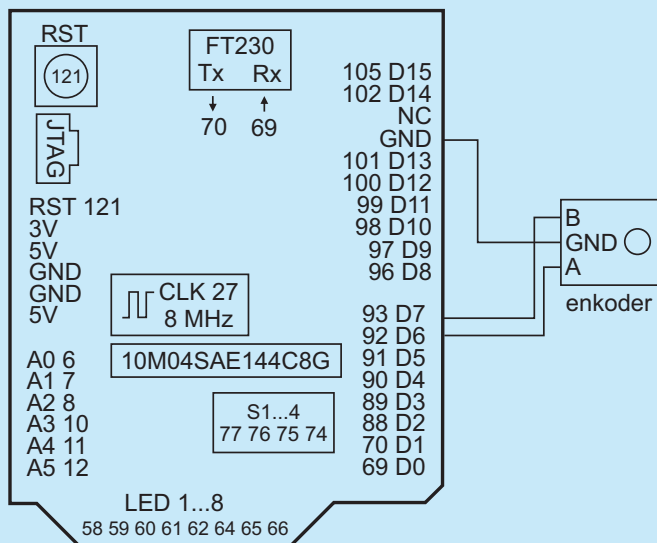 RST
121
JTAG
FT230
Tx Rx
70 69
RST 121
3V
5V
GND
GND
5V
A0 6
A1 7
A2 8
A3 10
A4 11
A5 12
CLK 27
8 MHz
10M04SAE144C8G
S1...4
77 76 75 74
LED 1...8
58 59 60 61 62 64 65 66
105 D15
102 D14
NC
GND
101 D13
100 D12
99 D11
98 D10
97 D9
96 D8
93 D7
92 D6
91 D5
90 D4
89 D3
88 D2
70 D1
69 D0
B
GND
A
enkoder